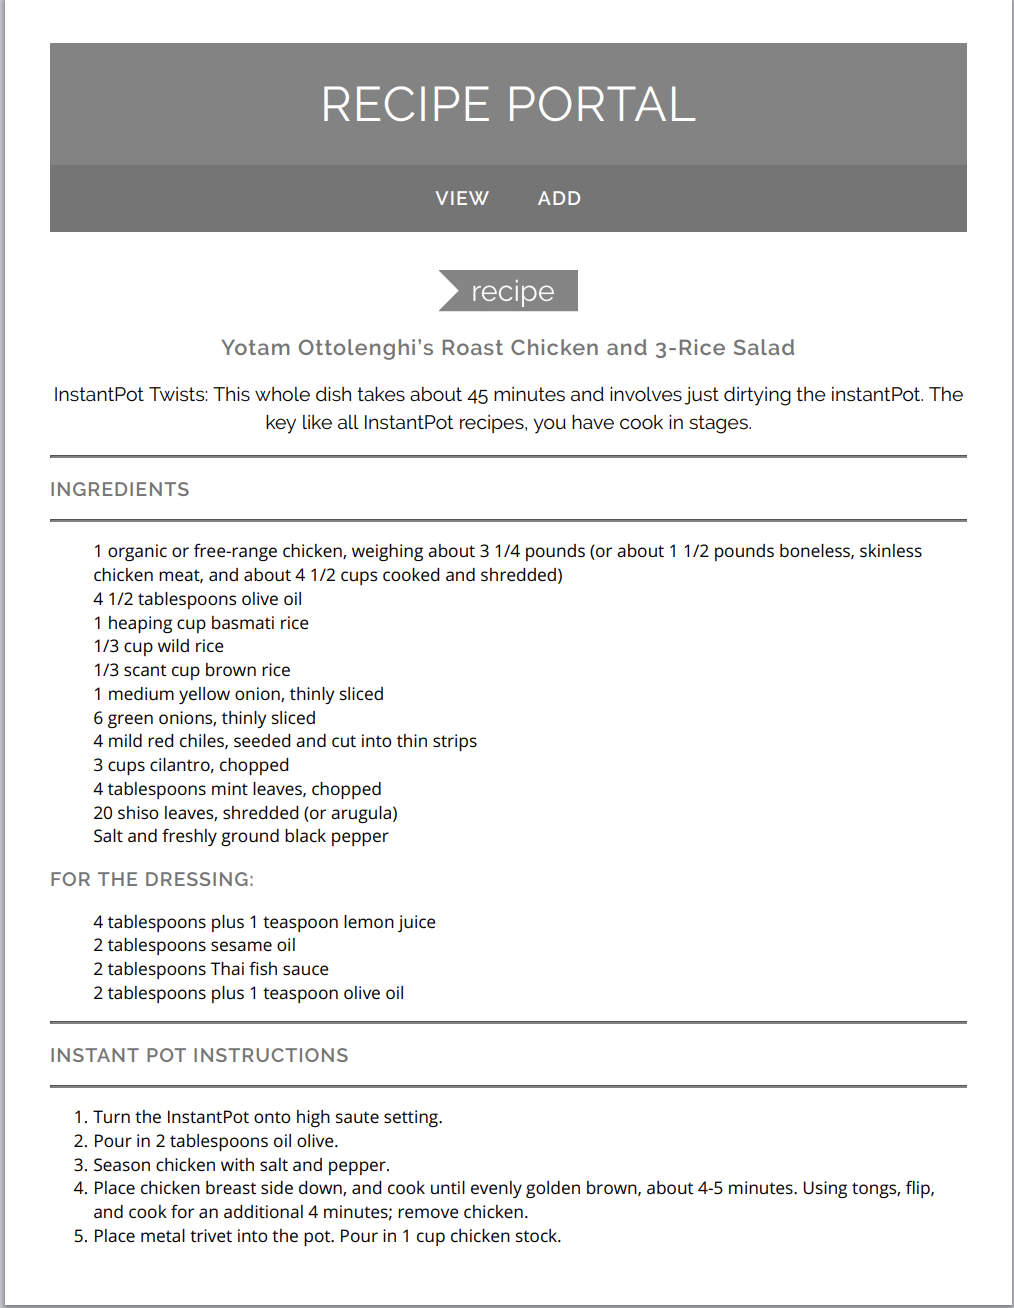 RECIPE PORTAL
VIEW ADD
recipe
Yotam Ottolenghi's Roast Chicken and 3-Rice Salad
InstantPot Twists: This whole dish takes about 45 minutes and involves just dirtying the instantPot. The
key like all InstantPot recipes, you have cook in stages.
INGREDIENTS
1 organic or free-range chicken, weighing about 3 1/4 pounds (or about 1 1/2 pounds boneless, skinless
chicken meat, and about 4 1/2 cups cooked and shredded)
4 1/2 tablespoons olive oil
1 heaping cup basmati rice
1/3 cup wild rice
1/3 scant cup brown rice
1 medium yellow onion, thinly sliced
6 green onions, thinly sliced
4 mild red chiles, seeded and cut into thin strips
3 cups cilantro, chopped
4 tablespoons mint leaves, chopped
20 shiso leaves, shredded (or arugula)
Salt and freshly ground black pepper
FOR THE DRESSING:
4 tablespoons plus 1 teaspoon lemon juice
2 tablespoons sesame oil
2 tablespoons Thai fish sauce
2 tablespoons plus 1 teaspoon olive oil
INSTANT POT INSTRUCTIONS
1. Turn the InstantPot onto high saute setting.
2. Pour in 2 tablespoons oil olive.
3. Season chicken with salt and pepper.
4. Place chicken breast side down, and cook until evenly golden brown, about 4-5 minutes. Using tongs, flip,
and cook for an additional 4 minutes; remove chicken.
5. Place metal trivet into the pot. Pour in 1 cup chicken stock.